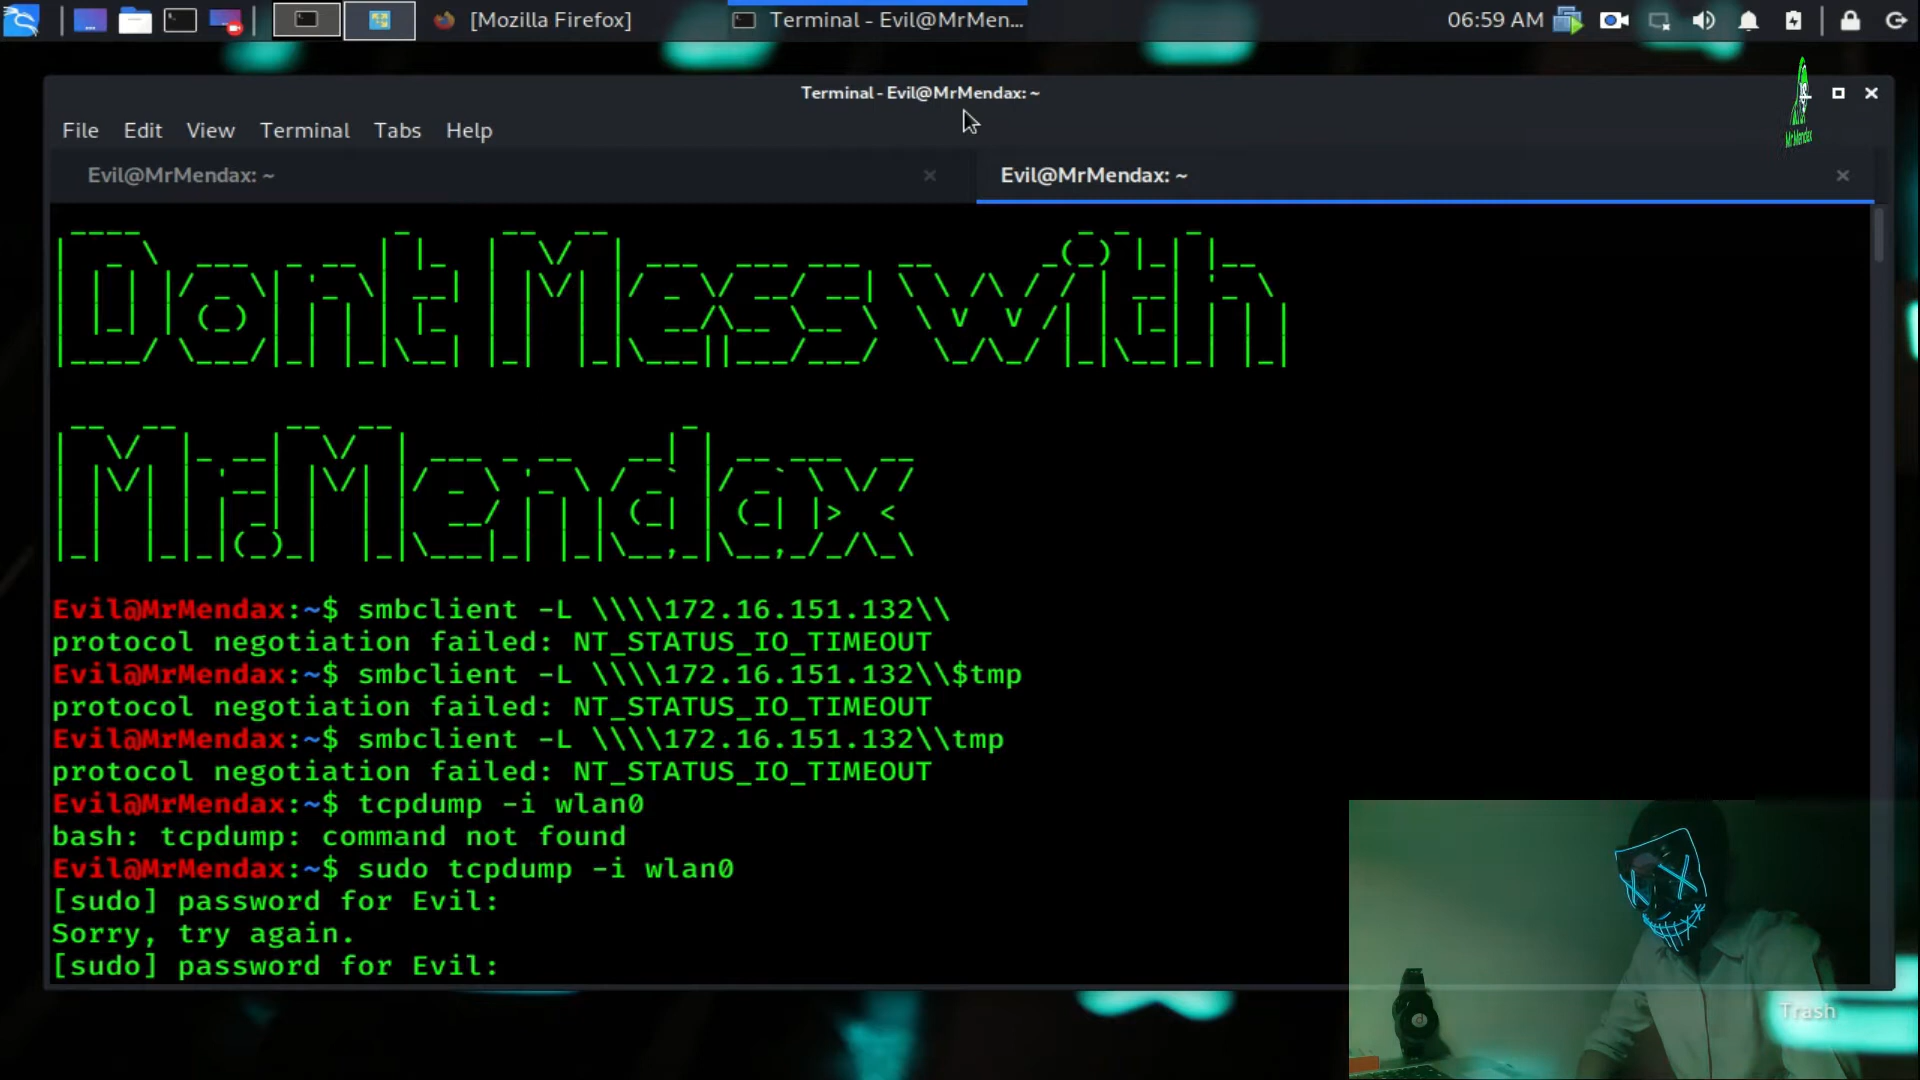 [Mozilla Firefox]
Terminal - Evil@MrMen...
06:59 AM
Terminal - Evil@MrMendax: ~
File Edit View Terminal Tabs Help
Mr.Mendax
Evil@MrMendax: ~
Evil@MrMendax: ~
Dont Mess with
Mr.Mendax
Evil@MrMendax:~$ smbclient -L \\\\172.16.151.132\\
protocol negotiation failed: NT_STATUS_IO_TIMEOUT
Evil@MrMendax:~$ smbclient -L \\\\172.16.151.132\\$tmp
protocol negotiation failed: NT_STATUS_IO_TIMEOUT
Evil@MrMendax:~$ smbclient -L \\\\172.16.151.132\\tmp
protocol negotiation failed: NT_STATUS_IO_TIMEOUT
Evil@MrMendax:~$ tcpdump -i wlan0
bash: tcpdump: command not found
Evil@MrMendax:~$ sudo tcpdump -i wlan0
[sudo] password for Evil:
Sorry, try again.
[sudo] password for Evil:
Trash